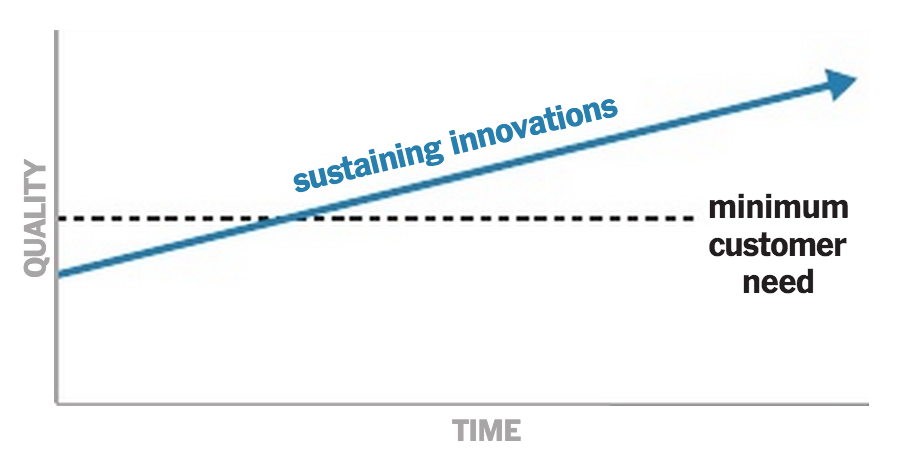 sustaining innovations
QUALITY
minimum
customer
need
TIME